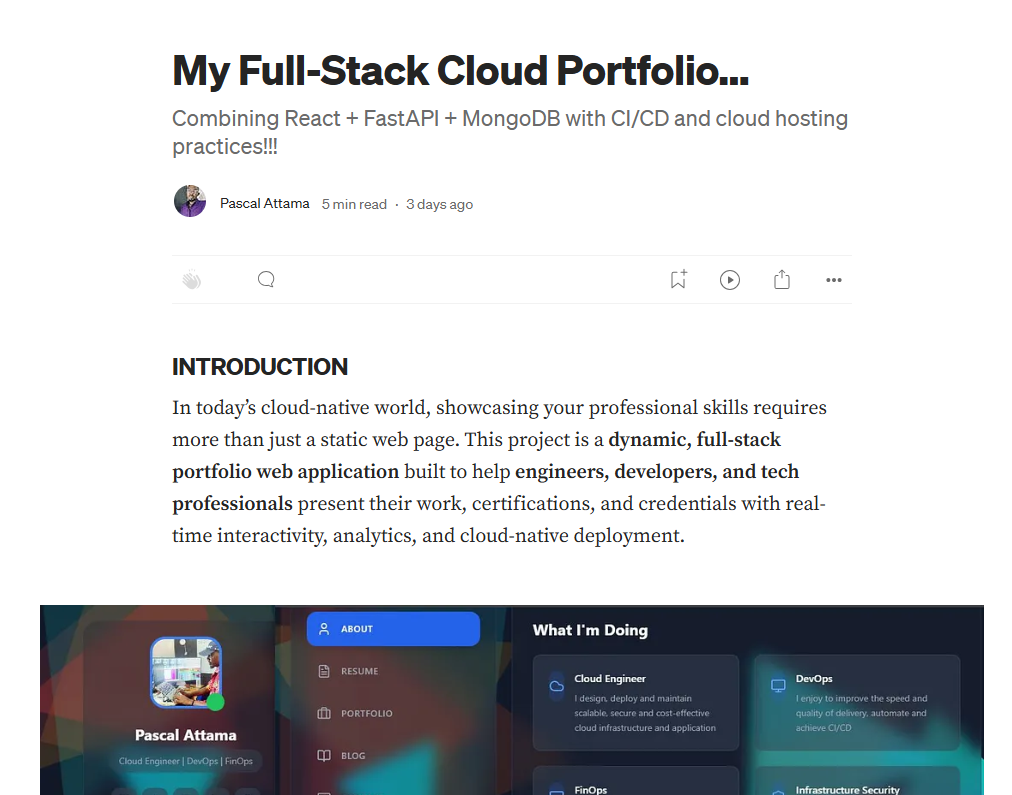 My Full-Stack Cloud Portfolio...
Combining React + FastAPI + MongoDB with CI/CD and cloud hosting
practices!!!
Pascal Attama 5 min read · 3 days ago
INTRODUCTION
In today’s cloud-native world, showcasing your professional skills requires
more than just a static web page. This project is a dynamic, full-stack
portfolio web application built to help engineers, developers, and tech
professionals present their work, certifications, and credentials with real-
time interactivity, analytics, and cloud-native deployment.
Pascal Attama
Cloud Engineer | DevOps | FinOps
ABOUT
RESUME
PORTFOLIO
BLOG
What I'm Doing
Cloud Engineer
I design, deploy and maintain
scalable, secure and cost-effective
cloud infrastructure and application
DevOps
I enjoy to improve the speed and
quality of delivery, automate and
achieve CI/CD
FinOps
Infrastructure Security